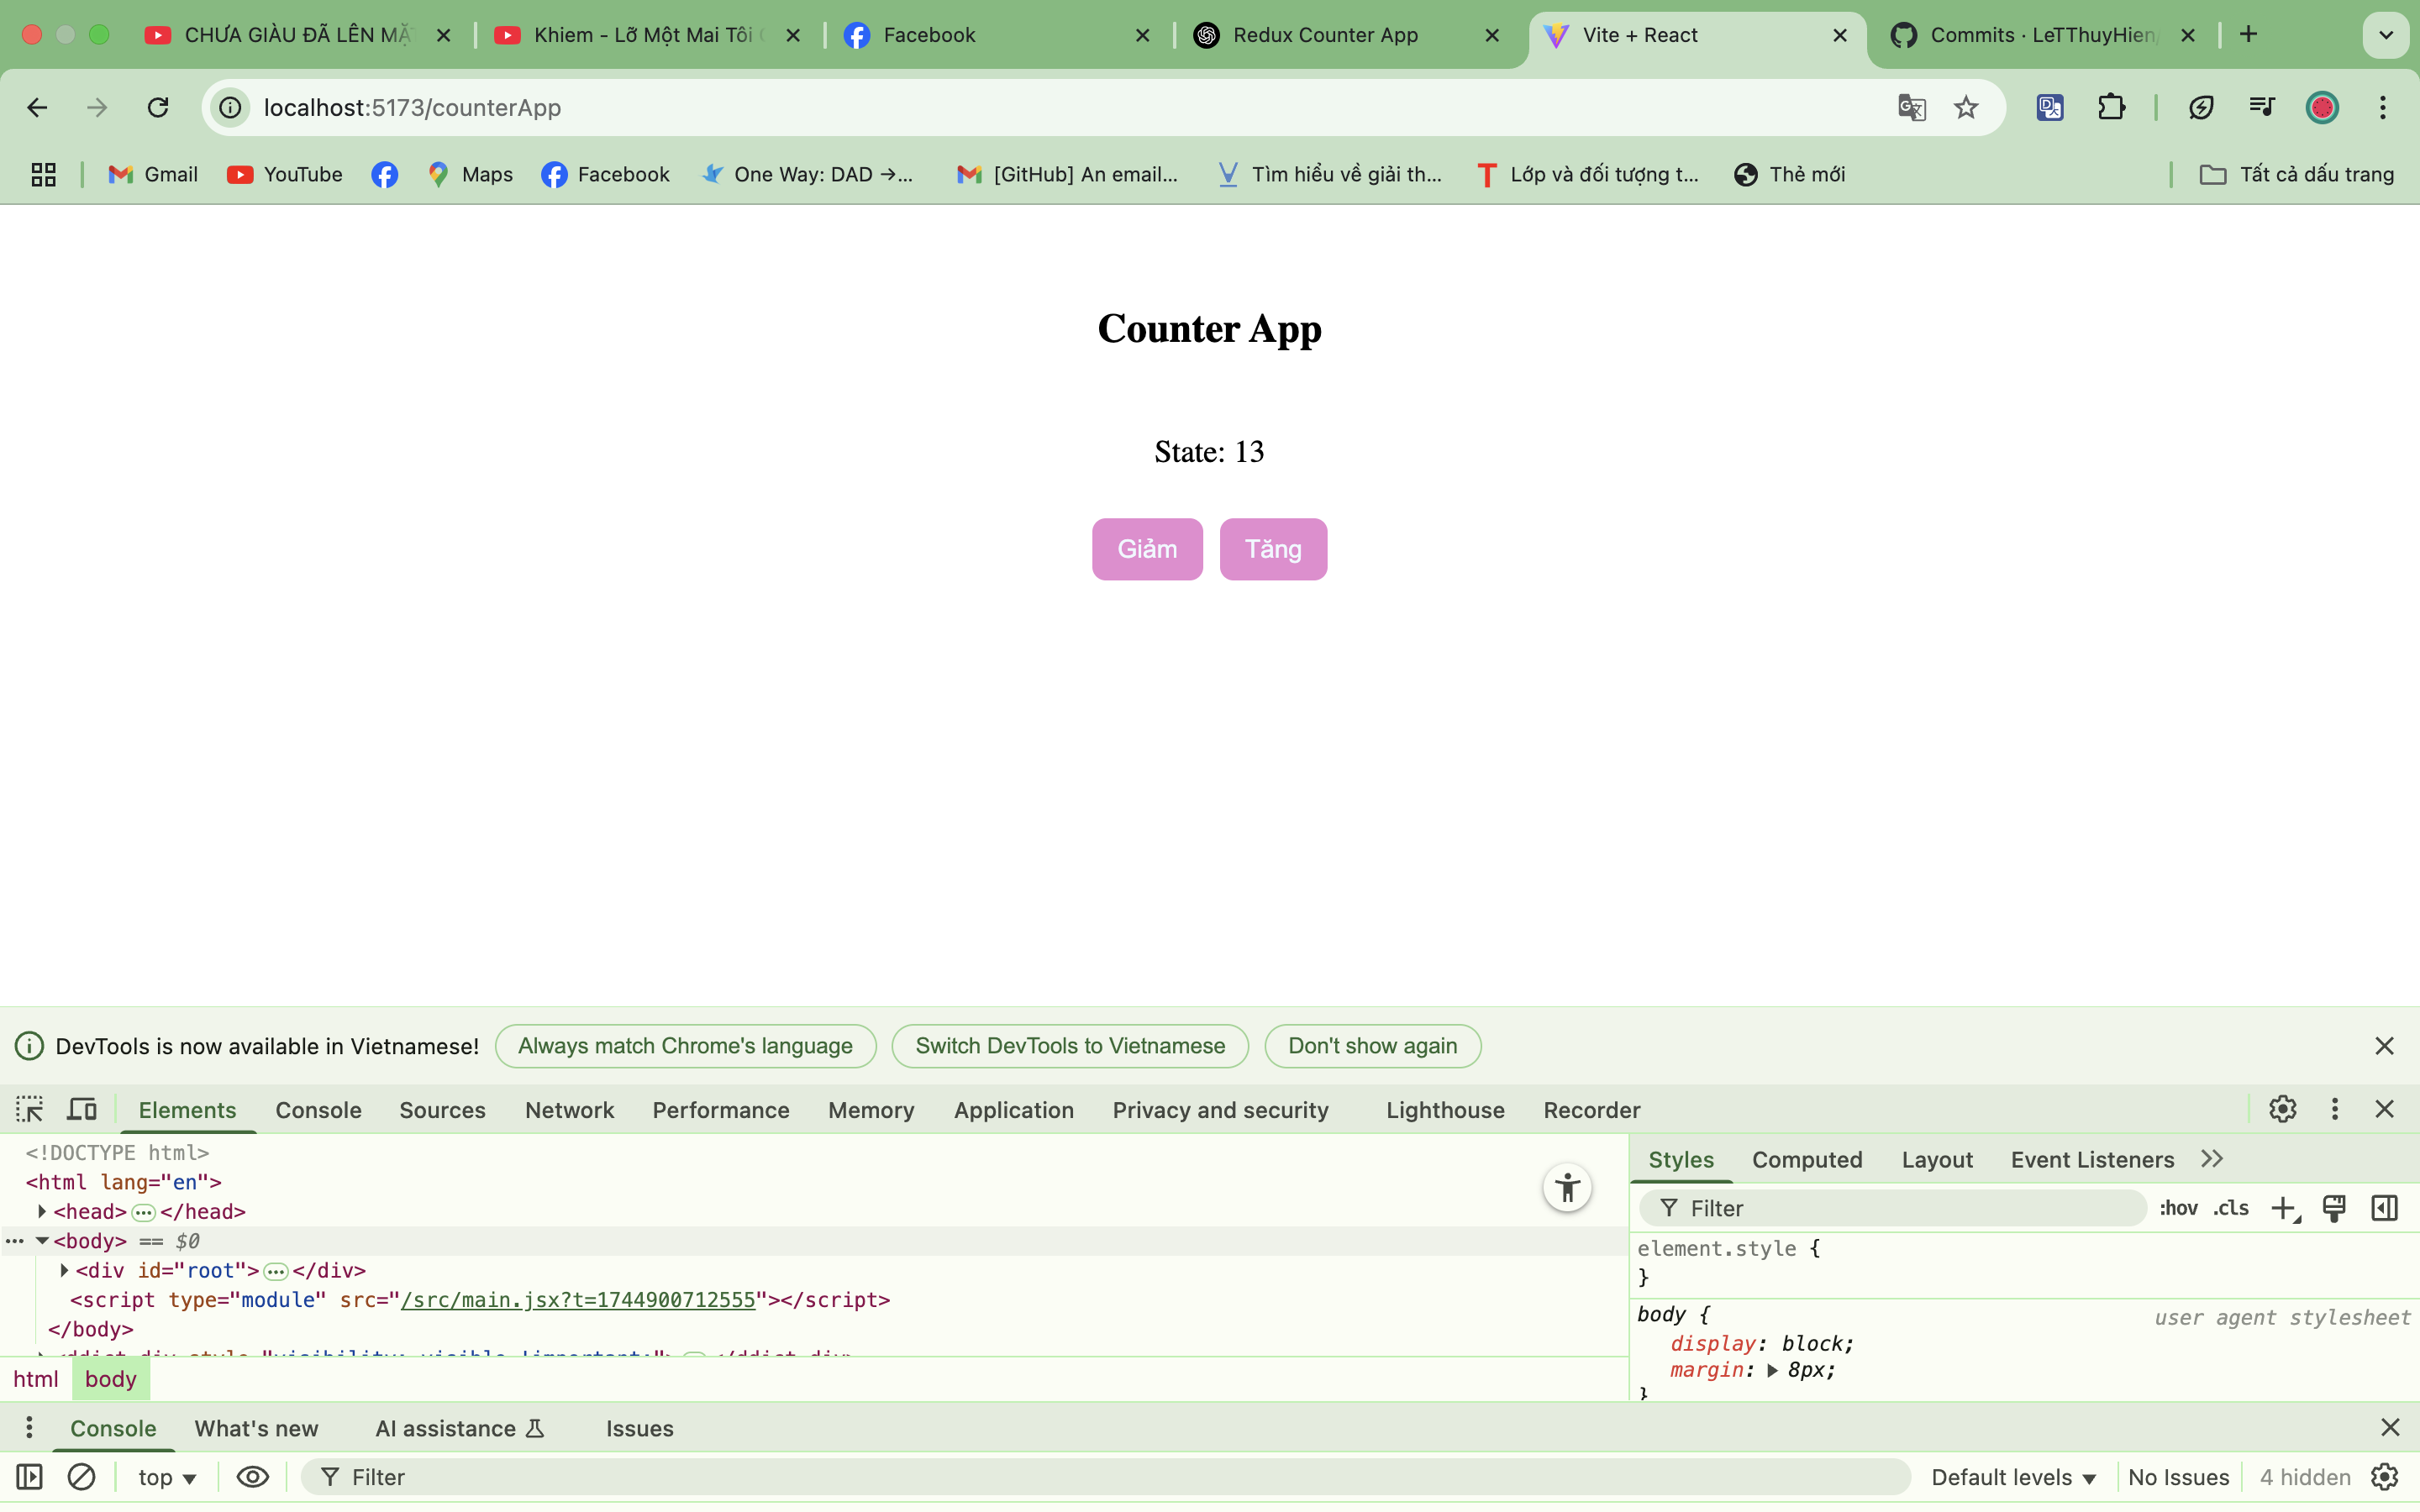 CHƯA GIÀU ĐÃ LÊN MẶT
Khiem - Lỡ Một Mai Tôi
Facebook
Redux Counter App
Vite + React
Commits · LeTThuyHien
localhost:5173/counterApp
Gmail
YouTube
Maps
Facebook
One Way: DAD →...
[GitHub] An email...
Tìm hiểu về giải th...
Lớp và đối tượng t...
Thẻ mới
Tất cả dấu trang
Counter App
State: 13
Giảm
Tăng
DevTools is now available in Vietnamese!
Always match Chrome's language
Switch DevTools to Vietnamese
Don't show again
Elements
Console
Sources
Network
Performance
Memory
Application
Privacy and security
Lighthouse
Recorder
<!DOCTYPE html>
<html lang="en">
<head>…</head>
<body> == $0
<div id="root">…</div>
<script type="module" src="/src/main.jsx?t=1744900712555"></script>
</body>
html
body
Styles
Computed
Layout
Event Listeners
Filter
:hov
.cls
element.style {
}
body {
user agent stylesheet
display: block;
margin: 8px;
}
Console
What's new
AI assistance
Issues
top
Filter
Default levels
No Issues
4 hidden